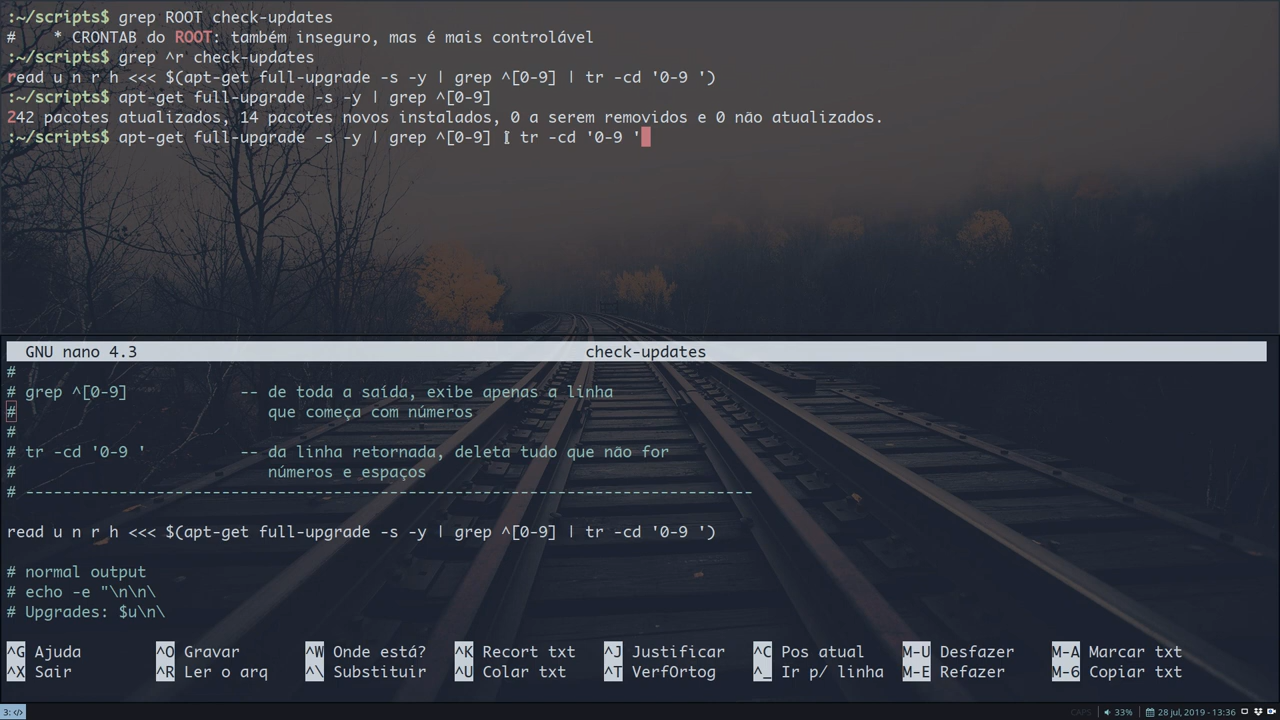 :~/scripts$ grep ROOT check-updates
#    * CRONTAB do ROOT: também inseguro, mas é mais controlável
:~/scripts$ grep ^r check-updates
read u n r h <<< $(apt-get full-upgrade -s -y | grep ^[0-9] | tr -cd '0-9 ')
:~/scripts$ apt-get full-upgrade -s -y | grep ^[0-9]
242 pacotes atualizados, 14 pacotes novos instalados, 0 a serem removidos e 0 não atualizados.
:~/scripts$ apt-get full-upgrade -s -y | grep ^[0-9] | tr -cd '0-9 '
GNU nano 4.3 check-updates
#
# grep ^[0-9] -- de toda a saída, exibe apenas a linha
# que começa com números
#
# tr -cd '0-9 ' -- da linha retornada, deleta tudo que não for
# números e espaços
# ------------------------------------------------------------------------------
read u n r h <<< $(apt-get full-upgrade -s -y | grep ^[0-9] | tr -cd '0-9 ')
# normal output
# echo -e "\n\n\
# Upgrades: $u\n\
^G Ajuda ^O Gravar ^W Onde está? ^K Recort txt ^J Justificar ^C Pos atual M-U Desfazer M-A Marcar txt
^X Sair ^R Ler o arq ^\ Substituir ^U Colar txt ^T VerfOrtog ^_ Ir p/ linha M-E Refazer M-6 Copiar txt
3: </> CAPS 33% 28 jul, 2019 - 13:36